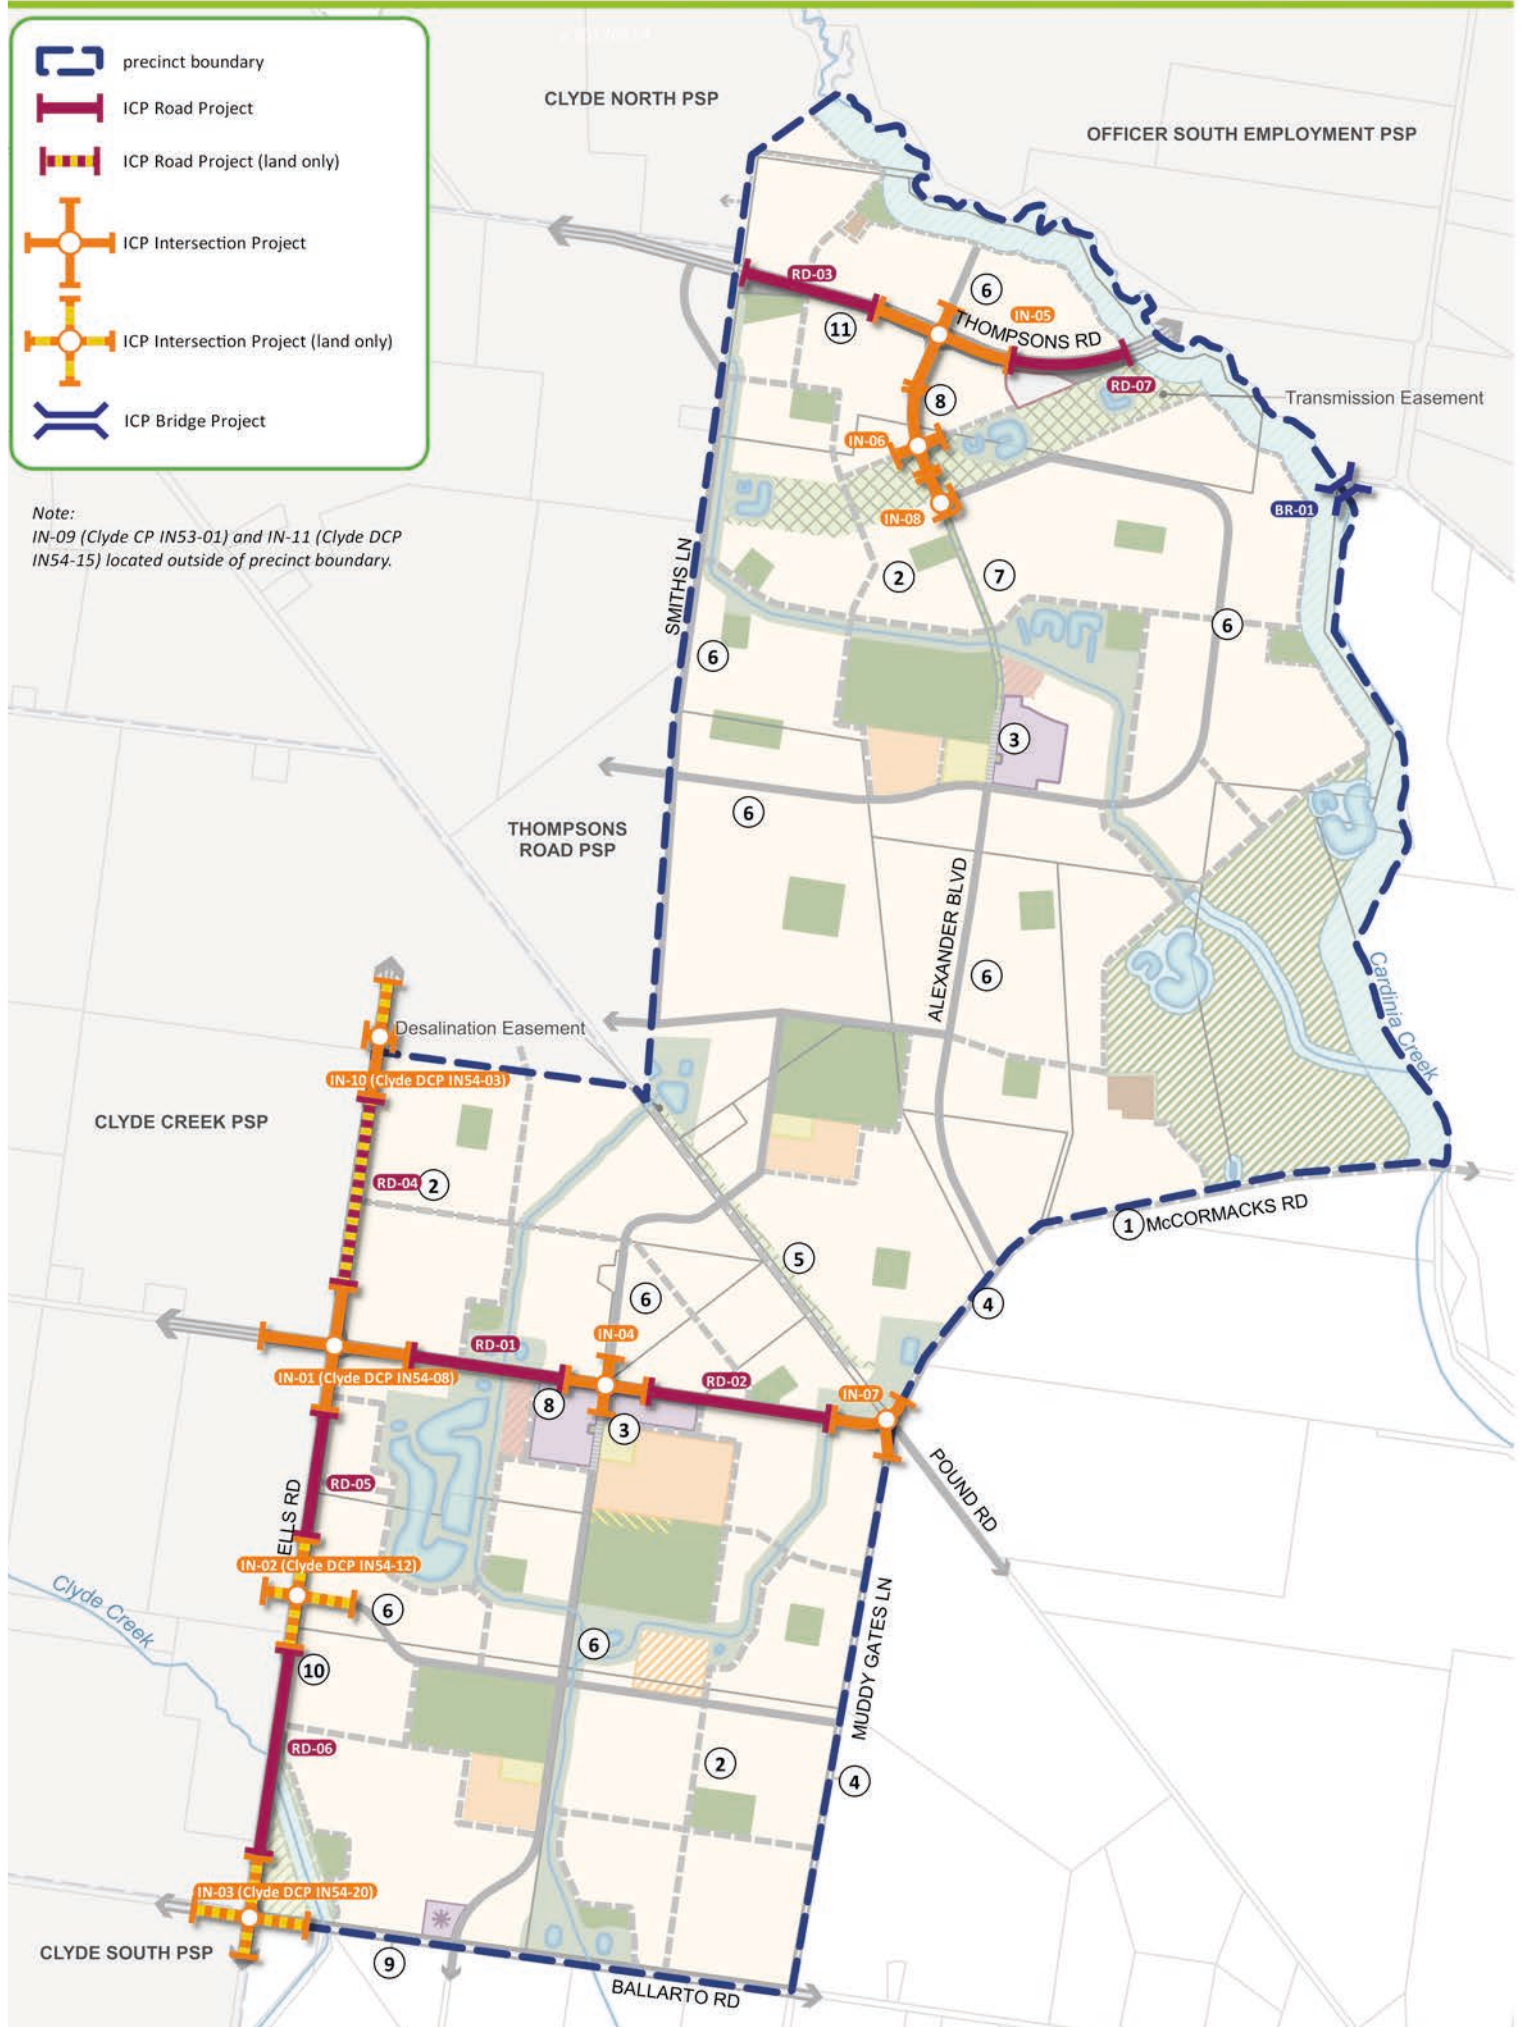 precinct boundary
ICP Road Project
ICP Road Project (land only)
ICP Intersection Project
ICP Intersection Project (land only)
ICP Bridge Project
Note:
IN-09 (Clyde CP IN53-01) and IN-11 (Clyde DCP
IN54-15) located outside of precinct boundary.
CLYDE NORTH PSP
OFFICER SOUTH EMPLOYMENT PSP
RD-03
6
IN-05
11
THOMPSONS RD
RD-07
8
Transmission Easement
IN-06
BR-01
IN-08
2
7
SMITHS LN
6
6
3
6
THOMPSONS
ROAD PSP
ALEXANDER BLVD
6
Cardinia Creek
Desalination Easement
IN-10 (Clyde DCP IN54-03)
CLYDE CREEK PSP
RD-04
2
1
McCORMACKS RD
5
6
4
IN-04
RD-01
IN-01 (Clyde DCP IN54-08)
RD-02
IN-07
8
3
POUND RD
RD-05
ELLS RD
IN-02 (Clyde DCP IN54-12)
Clyde Creek
6
6
MUDDY GATES LN
10
RD-06
2
4
IN-03 (Clyde DCP IN54-20)
CLYDE SOUTH PSP
9
BALLARTO RD